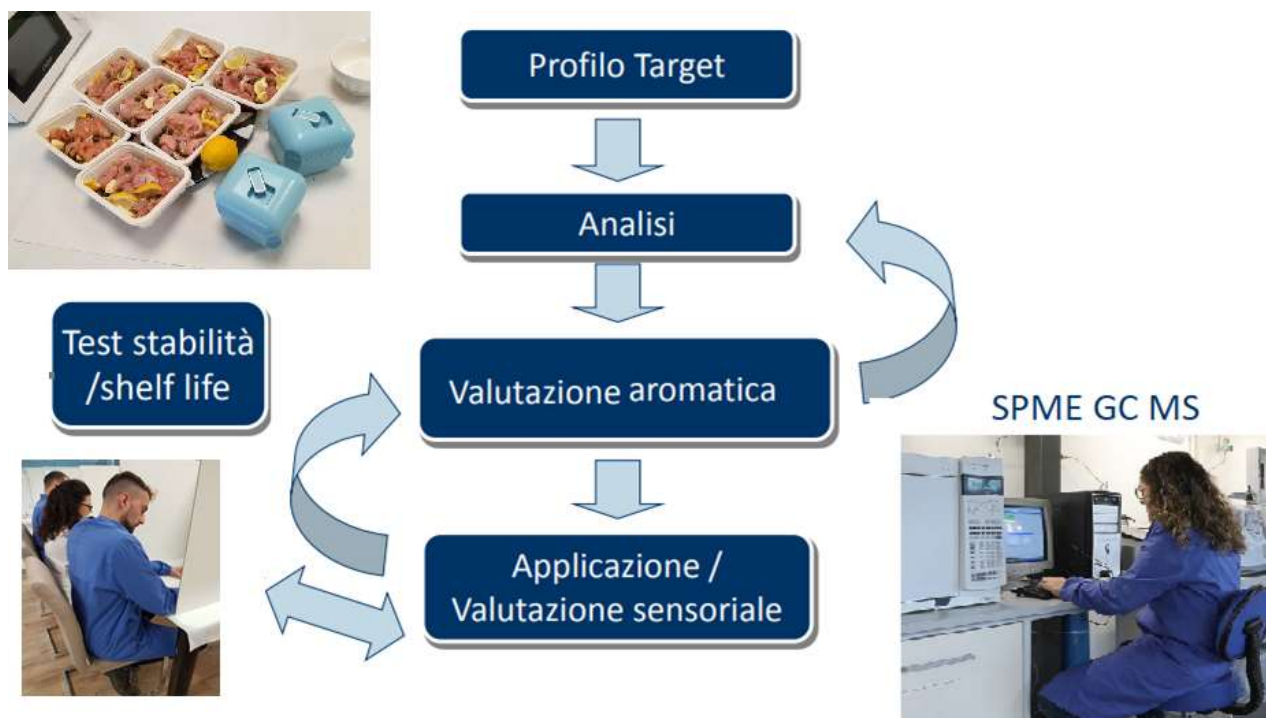 Profilo Target
Analisi
Test stabilità
/shelf life
Valutazione aromatica
SPME GC MS
Applicazione /
Valutazione sensoriale